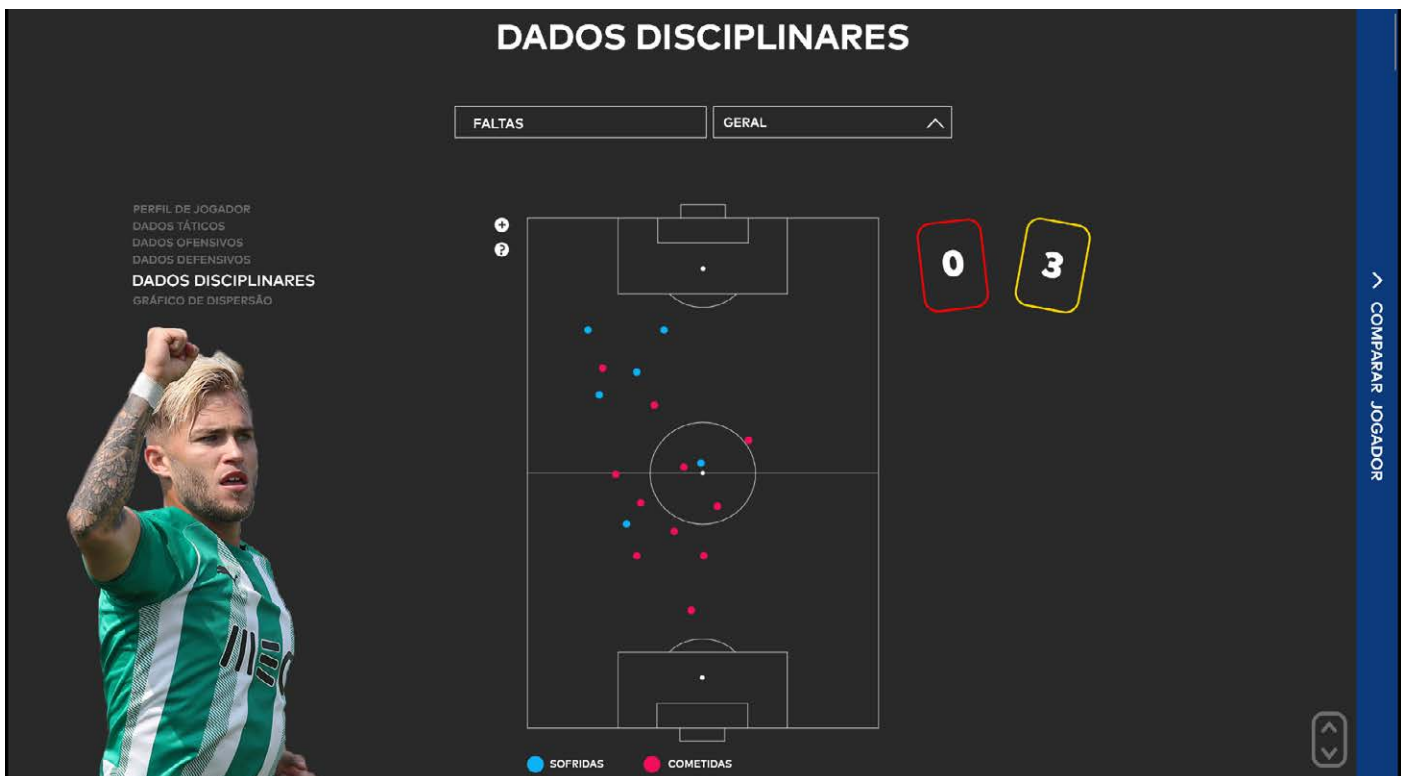 DADOS DISCIPLINARES
FALTAS
GERAL
PERFIL DE JOGADOR
DADOS TÁTICOS
DADOS OFENSIVOS
DADOS DEFENSIVOS
DADOS DISCIPLINARES
GRÁFICO DE DISPERSÃO
+
?
0
3
COMPARAR JOGADOR
SOFRIDAS
COMETIDAS